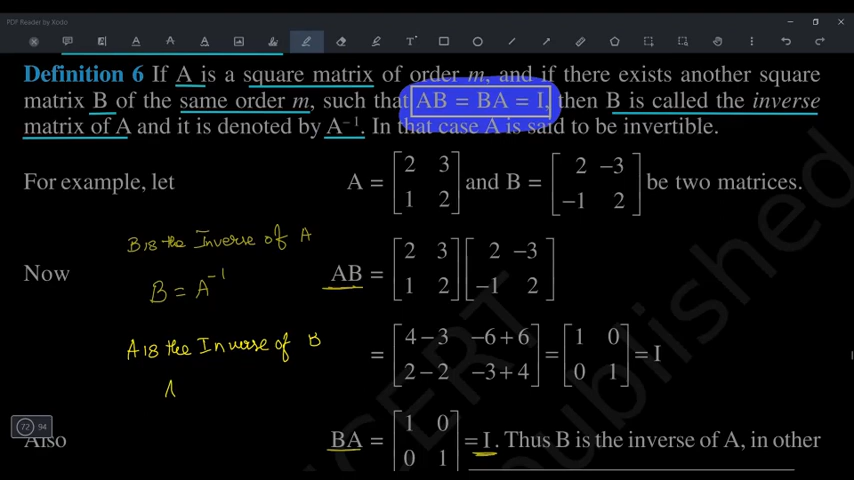 PDF Reader by Xodo
Definition 6 If A is a square matrix of order m, and if there exists another square
matrix B of the same order m, such that AB = BA = I, then B is called the inverse
matrix of A and it is denoted by A⁻¹. In that case A is said to be invertible.
For example, let A = [2 3; 1 2] and B = [2 −3; −1 2] be two matrices.
B is the Inverse of A
Now AB = [2 3; 1 2] [2 −3; −1 2]
B = A⁻¹
A is the Inverse of B
= [4 − 3 −6 + 6; 2 − 2 −3 + 4] = [1 0; 0 1] = I
72 94
Also BA = [1 0; 0 1] = I. Thus B is the inverse of A, in other
NCERT
published